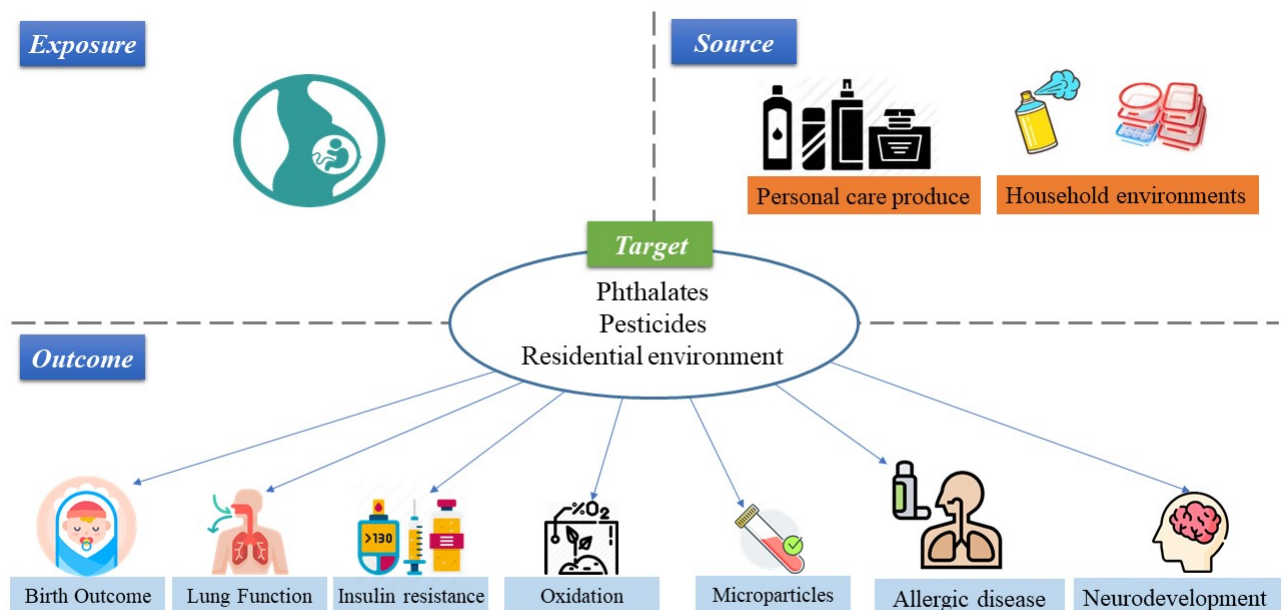 Exposure
Source
Personal care produce
Household environments
Target
Phthalates
Pesticides
Residential environment
Outcome
>130
%O₂
Birth Outcome
Lung Function
Insulin resistance
Oxidation
Microparticles
Allergic disease
Neurodevelopment